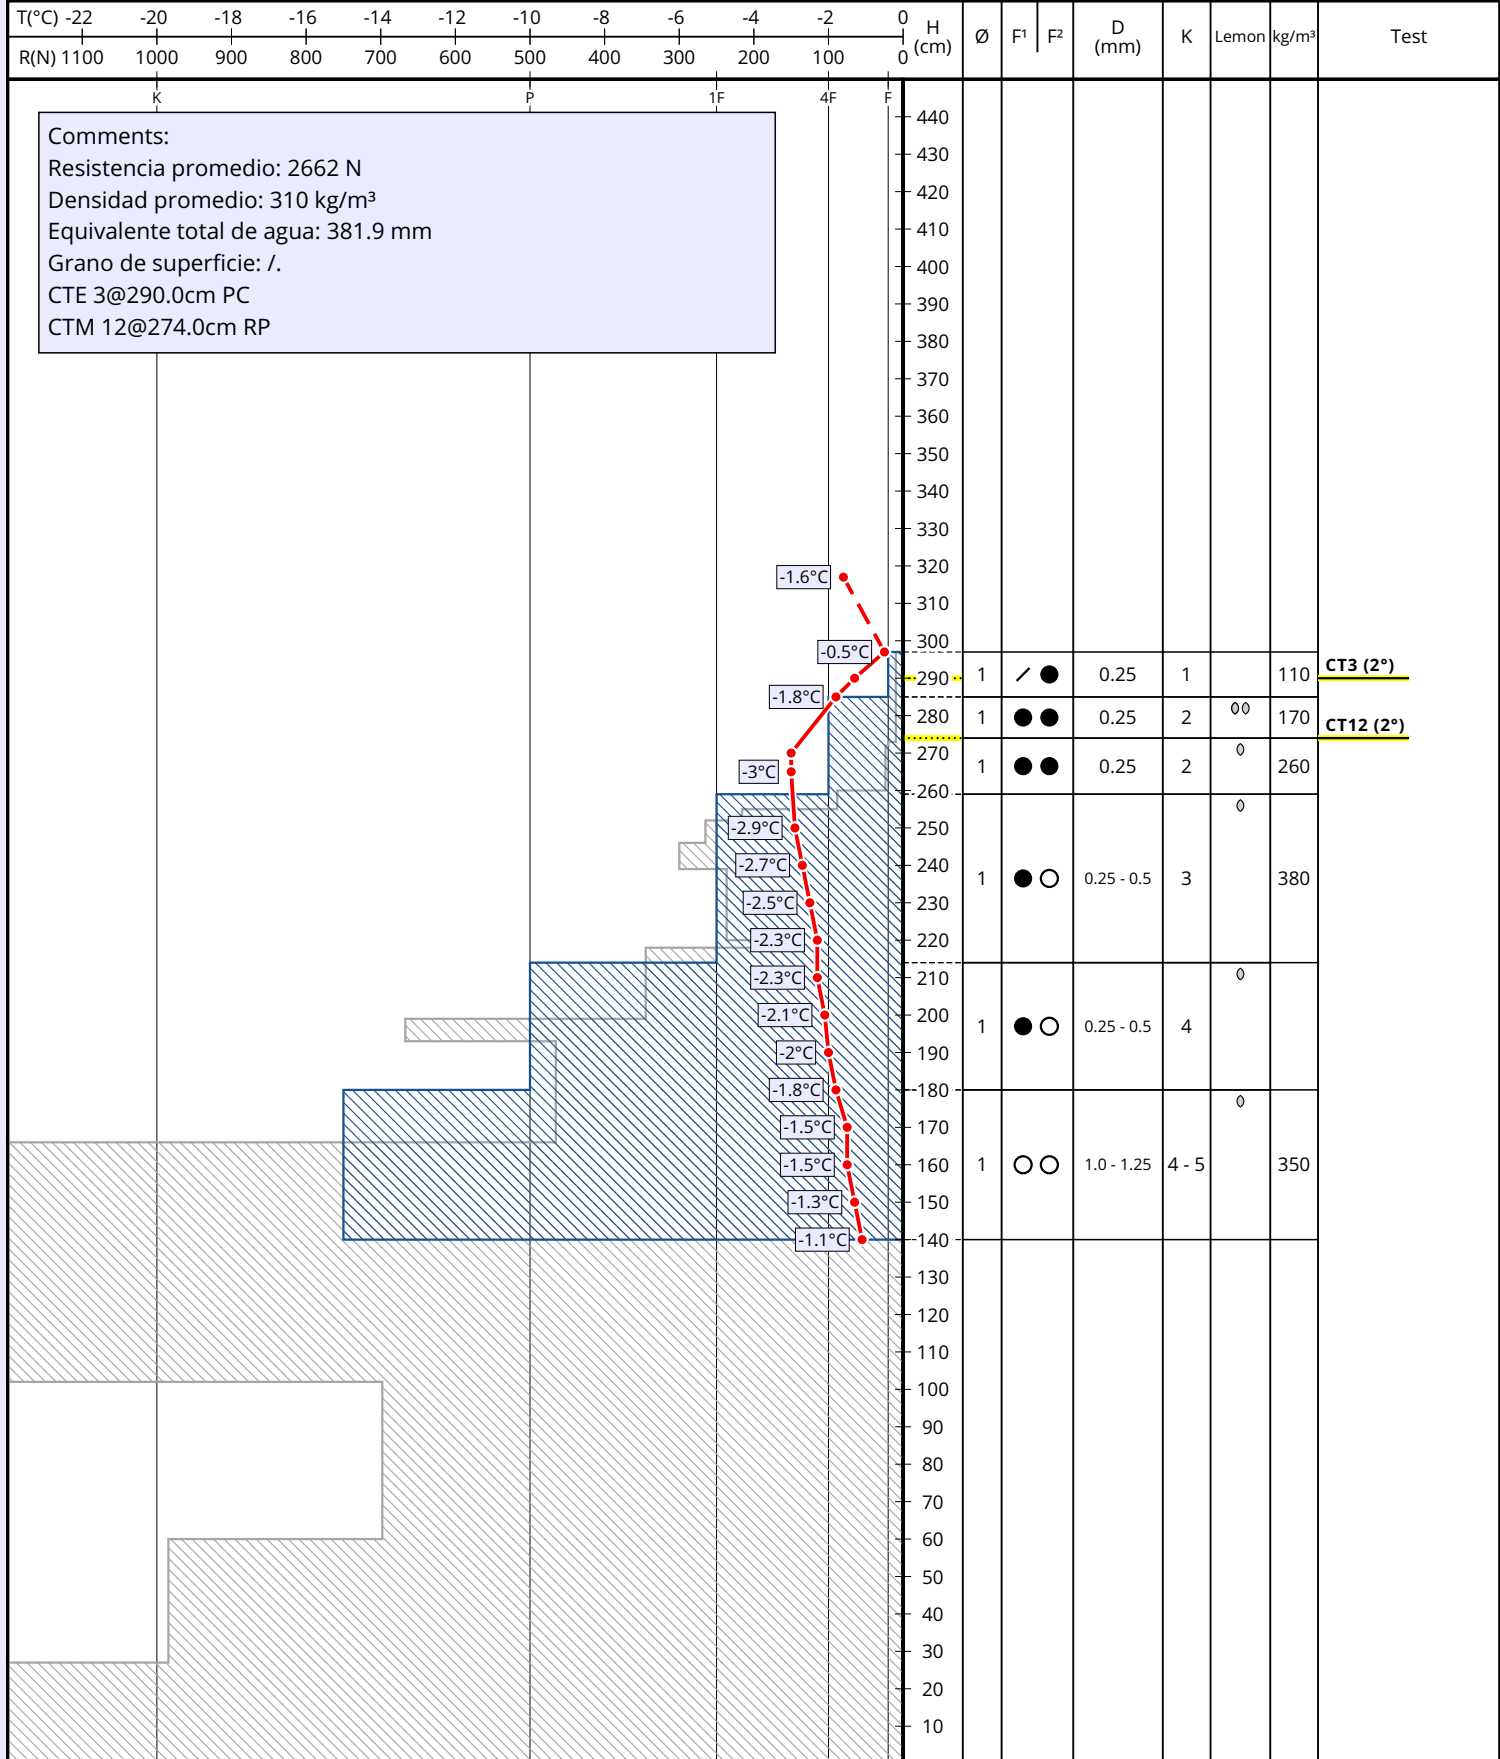 T(°C) -22 -20 -18 -16 -14 -12 -10 -8 -6 -4 -2 0
R(N) 1100 1000 900 800 700 600 500 400 300 200 100 0
H (cm) Ø F¹ F² D (mm) K Lemon kg/m³ Test
K P 1F 4F F
Comments:
Resistencia promedio: 2662 N
Densidad promedio: 310 kg/m³
Equivalente total de agua: 381.9 mm
Grano de superficie: /.
CTE 3@290.0cm PC
CTM 12@274.0cm RP
440
430
420
410
400
390
380
370
360
350
340
330
320
-1.6°C
310
300
-0.5°C
290 1 0.25 1 110 CT3 (2°)
-1.8°C
280 1 0.25 2 170 CT12 (2°)
270
-3°C 1 0.25 2 260
260
-2.9°C 250
-2.7°C 240
1 0.25 - 0.5 3 380
-2.5°C 230
-2.3°C 220
-2.3°C 210
-2.1°C 200
1 0.25 - 0.5 4
-2°C 190
-1.8°C 180
-1.5°C 170
-1.5°C 160 1 1.0 - 1.25 4 - 5 350
-1.3°C 150
-1.1°C 140
130
120
110
100
90
80
70
60
50
40
30
20
10